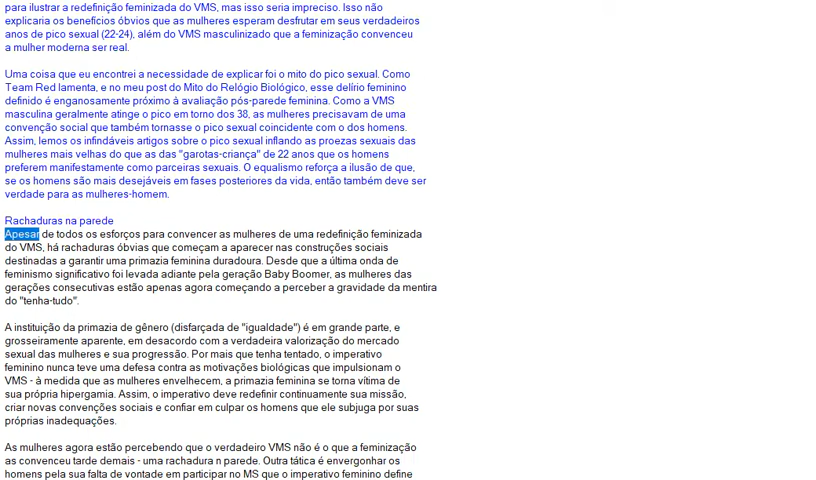 para ilustrar a redefinição feminizada do VMS, mas isso seria impreciso. Isso não
explicaria os benefícios óbvios que as mulheres esperam desfrutar em seus verdadeiros
anos de pico sexual (22-24), além do VMS masculinizado que a feminização convenceu
a mulher moderna ser real.

Uma coisa que eu encontrei a necessidade de explicar foi o mito do pico sexual. Como
Team Red lamenta, e no meu post do Mito do Relógio Biológico, esse delírio feminino
definido é enganosamente próximo à avaliação pós-parede feminina. Como a VMS
masculina geralmente atinge o pico em torno dos 38, as mulheres precisavam de uma
convenção social que também tornasse o pico sexual coincidente com o dos homens.
Assim, lemos os infindáveis artigos sobre o pico sexual inflando as proezas sexuais das
mulheres mais velhas do que as das "garotas-criança" de 22 anos que os homens
preferem manifestamente como parceiras sexuais. O equalismo reforça a ilusão de que,
se os homens são mais desejáveis em fases posteriores da vida, então também deve ser
verdade para as mulheres-homem.

Rachaduras na parede
Apesar de todos os esforços para convencer as mulheres de uma redefinição feminizada
do VMS, há rachaduras óbvias que começam a aparecer nas construções sociais
destinadas a garantir uma primazia feminina duradoura. Desde que a última onda de
feminismo significativo foi levada adiante pela geração Baby Boomer, as mulheres das
gerações consecutivas estão apenas agora começando a perceber a gravidade da mentira
do "tenha-tudo".

A instituição da primazia de gênero (disfarçada de "igualdade") é em grande parte, e
grosseiramente aparente, em desacordo com a verdadeira valorização do mercado
sexual das mulheres e sua progressão. Por mais que tenha tentado, o imperativo
feminino nunca teve uma defesa contra as motivações biológicas que impulsionam o
VMS - à medida que as mulheres envelhecem, a primazia feminina se torna vítima de
sua própria hipergamia. Assim, o imperativo deve redefinir continuamente sua missão,
criar novas convenções sociais e confiar em culpar os homens que ele subjuga por suas
próprias inadequações.

As mulheres agora estão percebendo que o verdadeiro VMS não é o que a feminização
as convenceu tarde demais - uma rachadura n parede. Outra tática é envergonhar os
homens pela sua falta de vontade em participar no MS que o imperativo feminino define